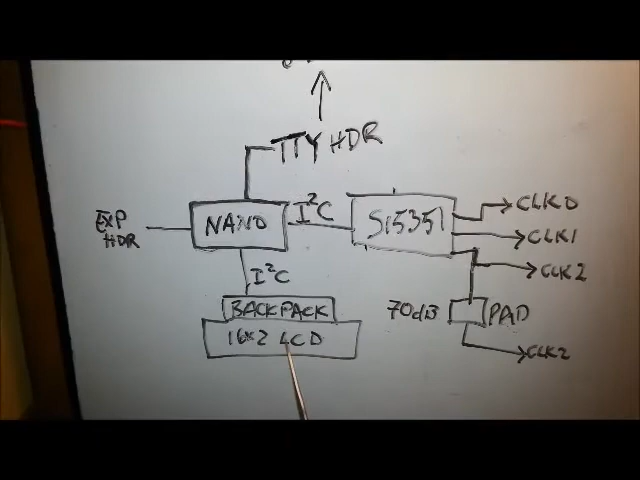 TTY HDR
EXP
HDR
NANO
I²C
Si5351
CLK0
CLK1
CLK2
I²C
BACKPACK
16x2 LCD
70dB
PAD
CLK2